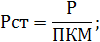 Рст = Р / ПКМ;